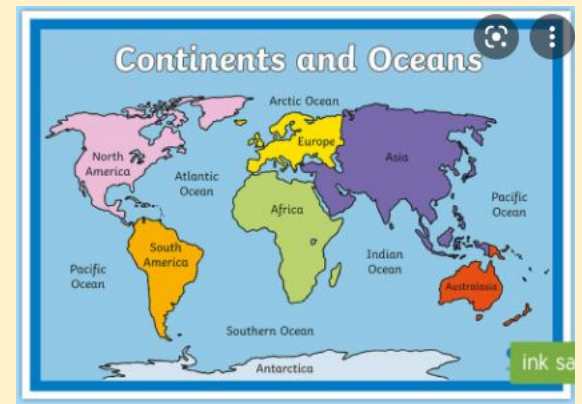 Continents and Oceans
Arctic Ocean
North
America
Europe
Asia
Atlantic
Ocean
Africa
Pacific
Ocean
South
America
Indian
Ocean
Pacific
Ocean
Australasia
Southern Ocean
Antarctica
ink sa